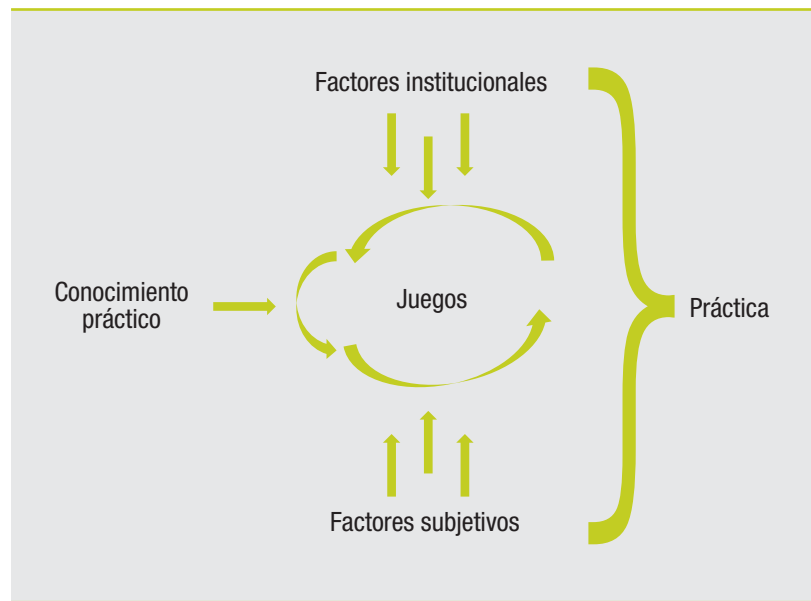 Factores institucionales
Conocimiento
práctico
Juegos
Práctica
Factores subjetivos